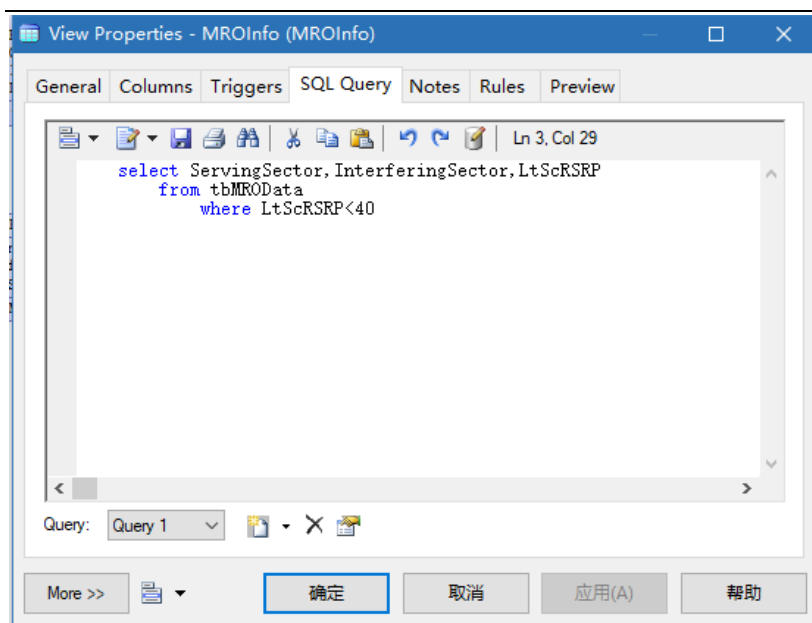 View Properties - MROInfo (MROInfo)
General Columns Triggers SQL Query Notes Rules Preview
Ln 3, Col 29
select ServingSector,InterferingSector,LtScRSRP
from tbMROData
where LtScRSRP<40
Query: Query 1
More >> 确定 取消 应用(A) 帮助